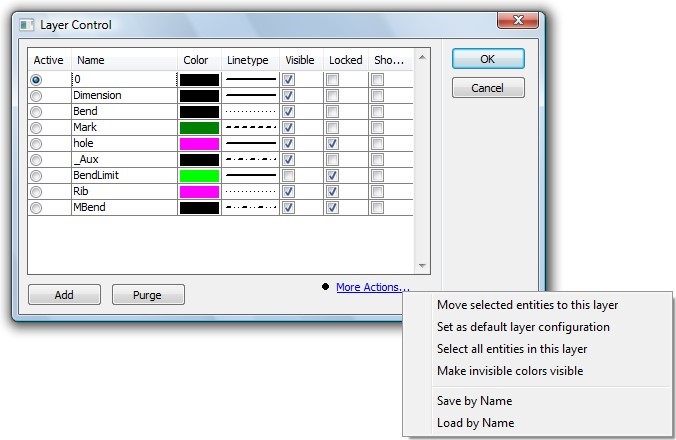 Layer Control
Active Name Color Linetype Visible Locked Sho...
0
Dimension
Bend
Mark
hole
_Aux
BendLimit
Rib
MBend
OK
Cancel
Add Purge More Actions...
Move selected entities to this layer
Set as default layer configuration
Select all entities in this layer
Make invisible colors visible
Save by Name
Load by Name